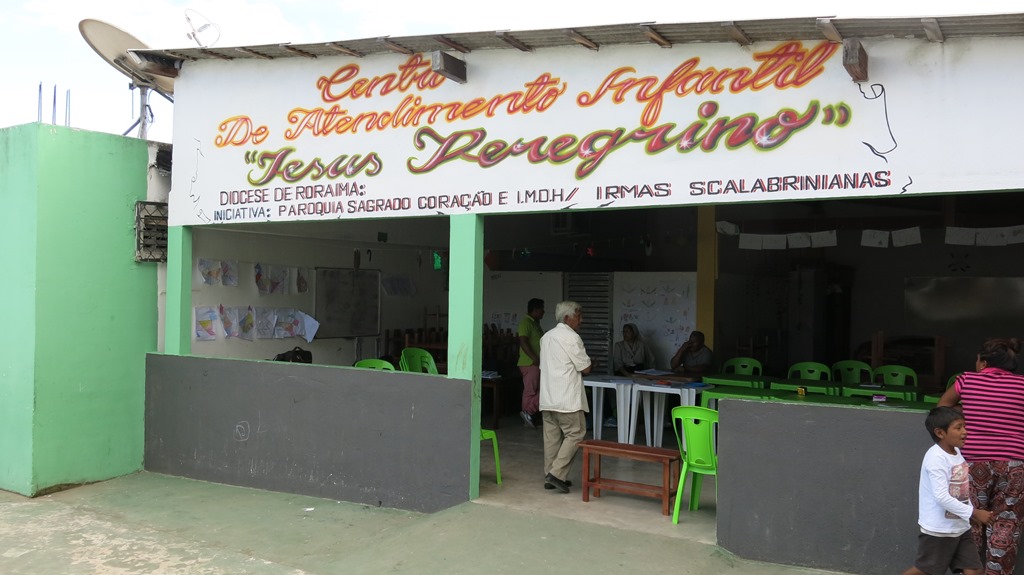 Centro
De Atendimento Infantil
"Jesus Peregrino"
DIOCESE DE RORAIMA:
INICIATIVA: PAROQUIA SAGRADO CORAÇÃO E I.M.D.H/ IRMAS SCALABRINIANAS